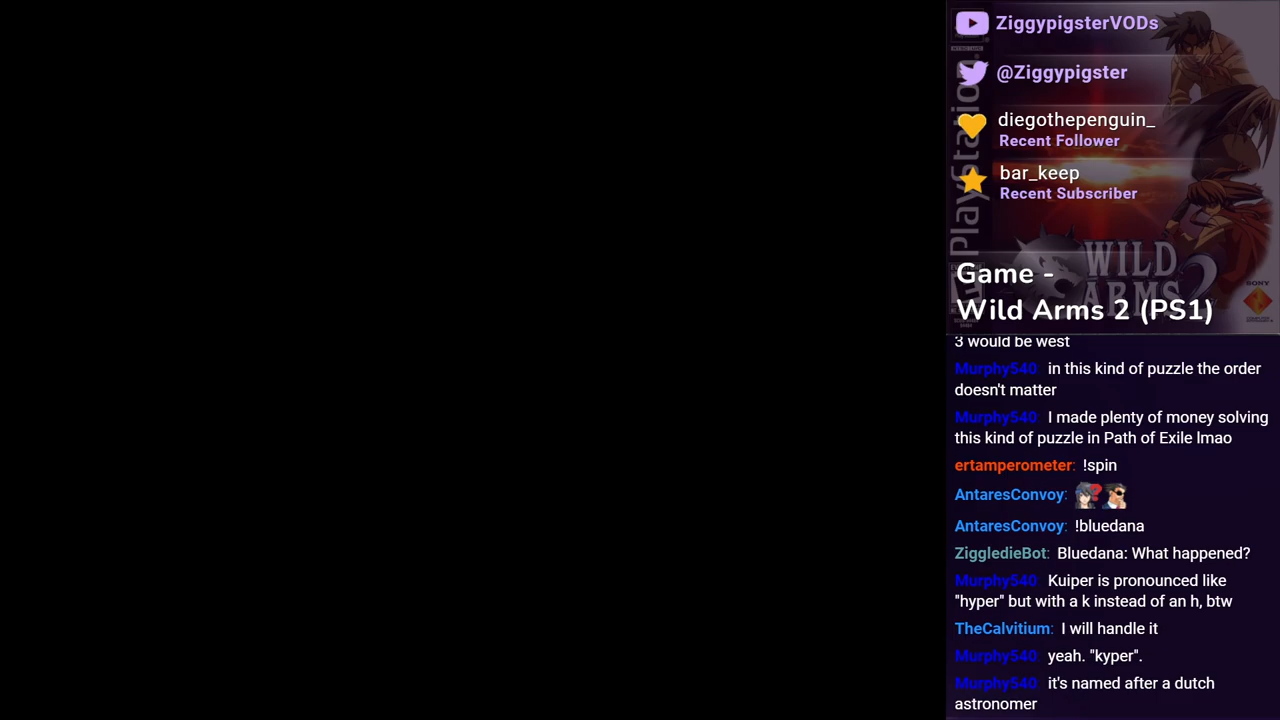 ZiggypigsterVODs
@Ziggypigster
diegothepenguin_
Recent Follower
bar_keep
Recent Subscriber
PlayStation
WILD
ARMS 2
SONY
Game -
Wild Arms 2 (PS1)
3 would be west
Murphy540 in this kind of puzzle the order
doesn't matter
Murphy540 I made plenty of money solving
this kind of puzzle in Path of Exile lmao
ertamperometer: !spin
AntaresConvoy:
AntaresConvoy: !bluedana
ZiggledieBot: Bluedana: What happened?
Murphy540 Kuiper is pronounced like
"hyper" but with a k instead of an h, btw
TheCalvitium: I will handle it
Murphy540 yeah. "kyper".
Murphy540 it's named after a dutch
astronomer